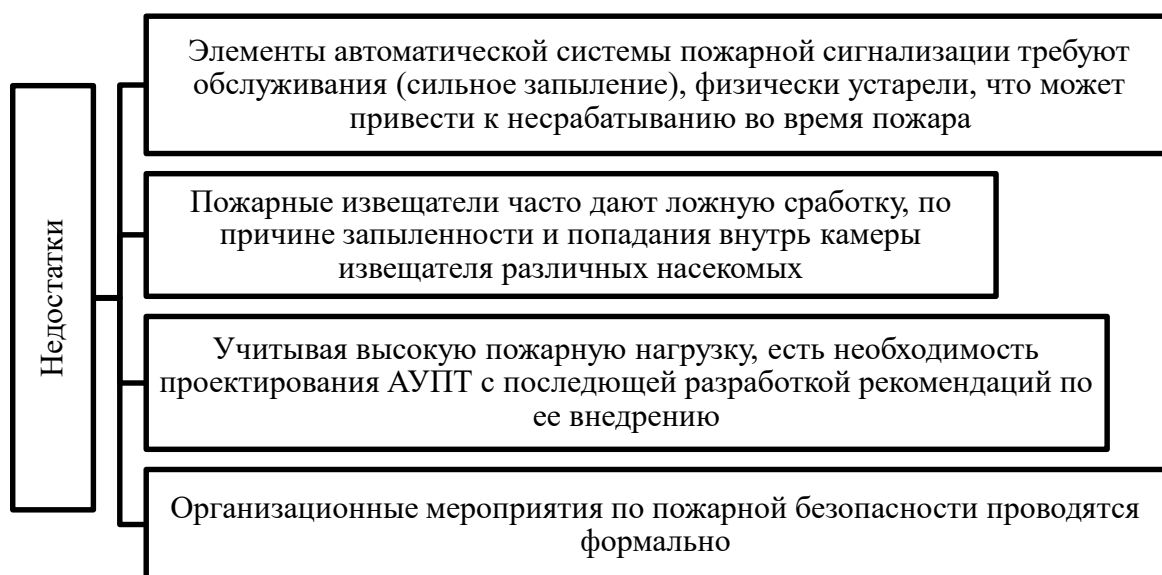 Недостатки
Элементы автоматической системы пожарной сигнализации требуют
обслуживания (сильное запыление), физически устарели, что может
привести к несрабатыванию во время пожара
Пожарные извещатели часто дают ложную сработку, по
причине запыленности и попадания внутрь камеры
извещателя различных насекомых
Учитывая высокую пожарную нагрузку, есть необходимость
проектирования АУПТ с последющей разработкой рекомендаций по
ее внедрению
Организационные мероприятия по пожарной безопасности проводятся
формально